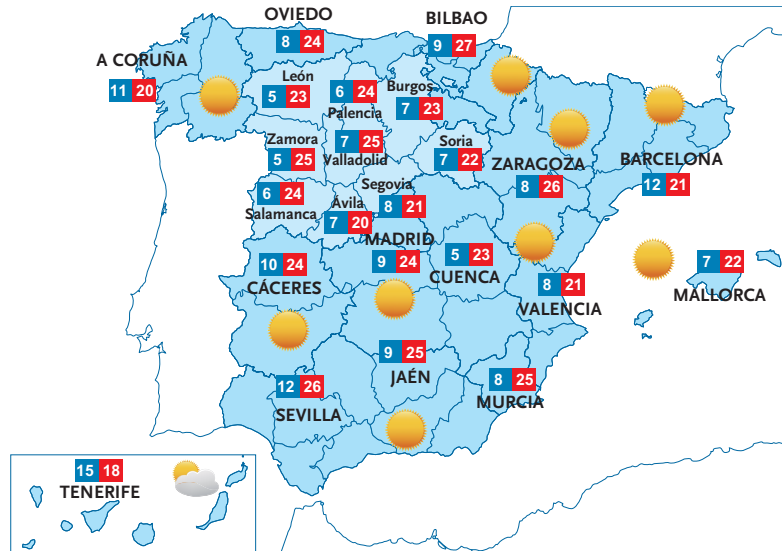 OVIEDO
8 24
BILBAO
9 27
A CORUÑA
11 20
León
5 23
6 24
Palencia
Burgos
7 23
Zamora
5 25
7 25
Valladolid
Soria
7 22
ZARAGOZA
8 26
BARCELONA
12 21
6 24
Salamanca
Ávila
7 20
Segovia
8 21
MADRID
9 24
5 23
CUENCA
10 24
CÁCERES
8 21
VALENCIA
7 22
MALLORCA
9 25
JAÉN
12 26
SEVILLA
8 25
MURCIA
15 18
TENERIFE